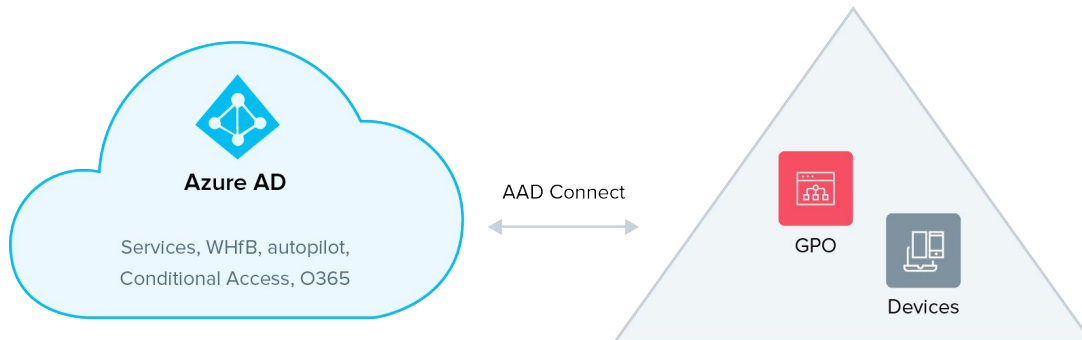 Azure AD
Services, WHfB, autopilot,
Conditional Access, O365
AAD Connect
GPO
Devices